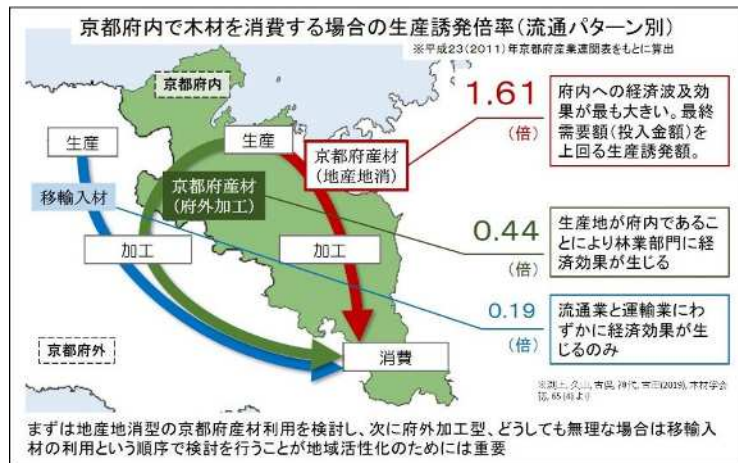 京都府内で木材を消費する場合の生産誘発倍率(流通パターン別)
※平成23(2011)年京都府産業連関表をもとに算出
京都府内
生産
生産
移輸入材
京都府産材
(府外加工)
京都府産材
(地産地消)
加工
加工
京都府外
消費
1.61
(倍)
府内への経済波及効
果が最も大きい。最終
需要額(投入金額)を
上回る生産誘発額。
0.44
(倍)
生産地が府内であるこ
とにより林業部門に経
済効果が生じる
0.19
(倍)
流通業と運輸業にわ
ずかに経済効果が生
じるのみ
(2019), 木材学会
誌, 65(4)より
まずは地産地消型の京都府産材利用を検討し、次に府外加工型、どうしても無理な場合は移輸入
材の利用という順序で検討を行うことが地域活性化のためには重要